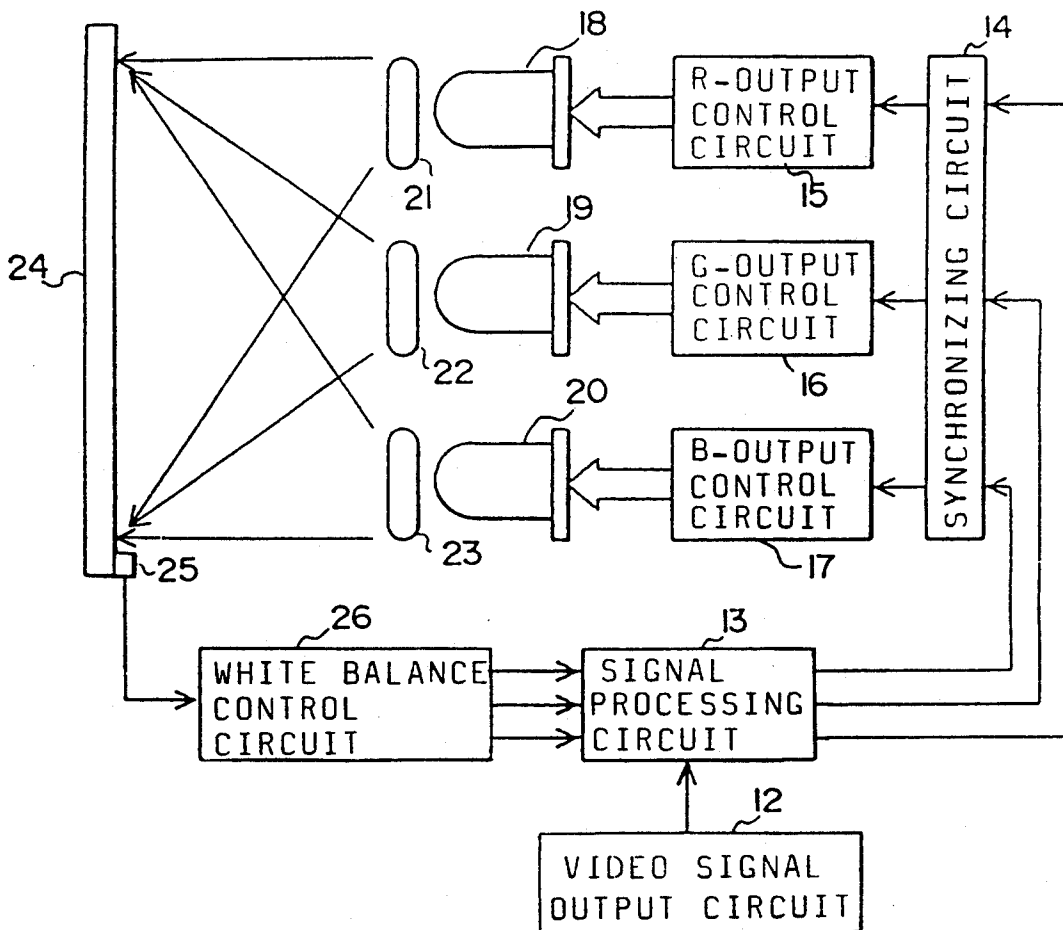 18
14
R-OUTPUT
CONTROL
CIRCUIT
15
21
19
G-OUTPUT
CONTROL
CIRCUIT
16
22
24
SYNCHRONIZING CIRCUIT
20
B-OUTPUT
CONTROL
CIRCUIT
17
23
25
26
WHITE BALANCE
CONTROL
CIRCUIT
13
SIGNAL
PROCESSING
CIRCUIT
12
VIDEO SIGNAL
OUTPUT CIRCUIT